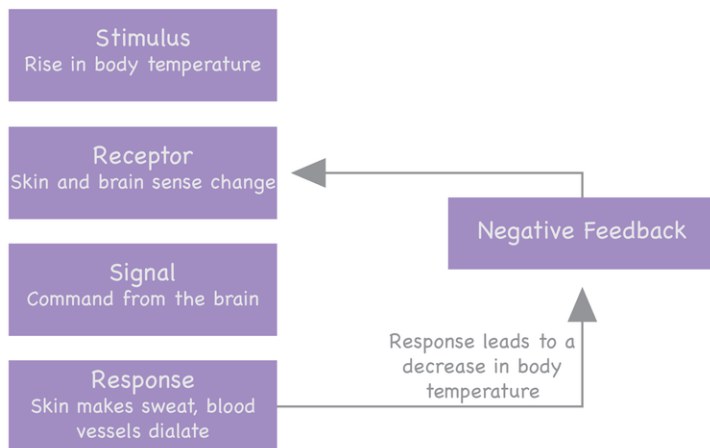 Stimulus
Rise in body temperature
Receptor
Skin and brain sense change
Negative Feedback
Signal
Command from the brain
Response leads to a
decrease in body
temperature
Response
Skin makes sweat, blood
vessels dialate